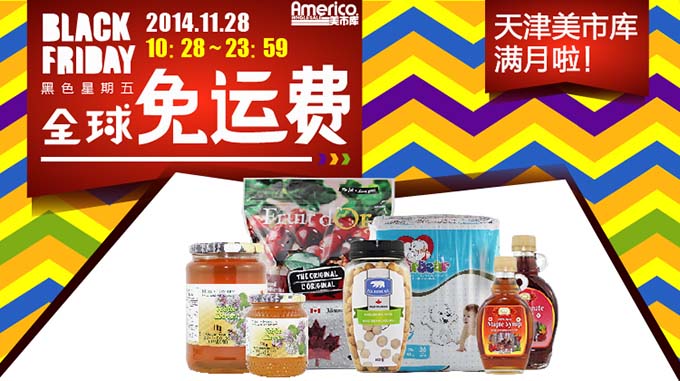 BLACK
FRIDAY
黑色星期五
2014.11.28
10:28~23:59
Americo
美市库
全球免运费
天津美市库
满月啦!
Fruit d'Or
THE ORIGINAL
L'ORIGINAL
Maple Syrup